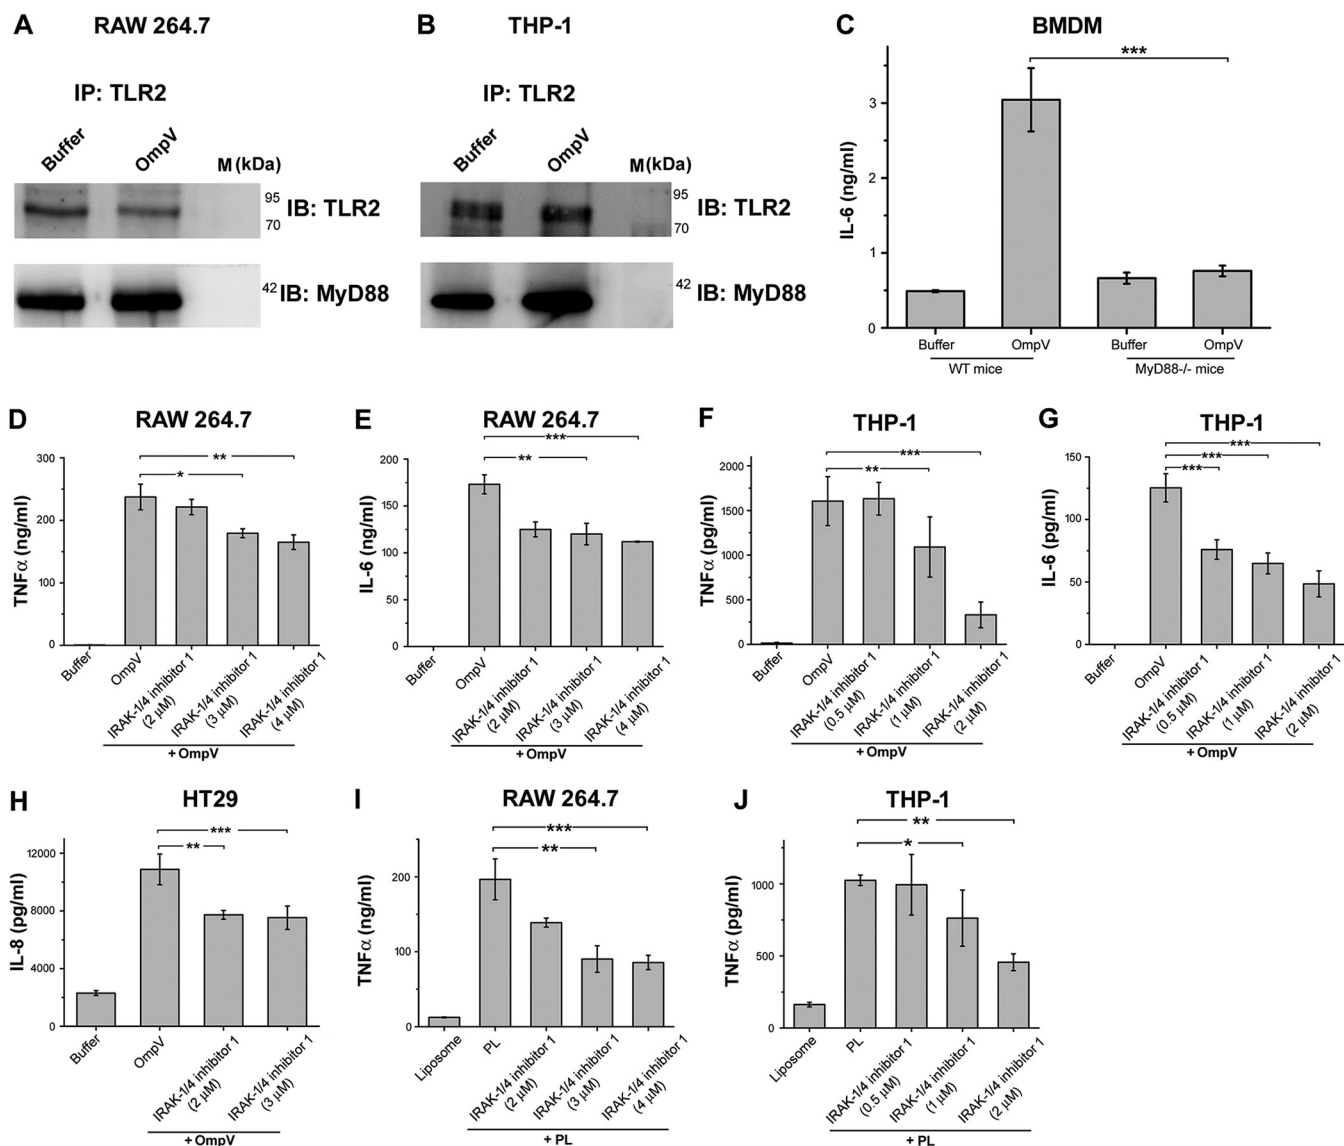 A RAW 264.7
IP: TLR2
Buffer OmpV M (kDa)
95
70
IB: TLR2
42
IB: MyD88
B THP-1
IP: TLR2
Buffer OmpV M (kDa)
95
70
IB: TLR2
42
IB: MyD88
C BMDM
***
IL-6 (ng/ml)
3
2
1
0
Buffer OmpV Buffer OmpV
WT mice MyD88-/- mice
D RAW 264.7
**
*
TNFα (ng/ml)
300
200
100
0
Buffer
OmpV
IRAK-1/4 inhibitor 1
(2 µM)
IRAK-1/4 inhibitor 1
(3 µM)
IRAK-1/4 inhibitor 1
(4 µM)
+ OmpV
E RAW 264.7
***
**
IL-6 (ng/ml)
200
150
100
50
0
Buffer
OmpV
IRAK-1/4 inhibitor 1
(2 µM)
IRAK-1/4 inhibitor 1
(3 µM)
IRAK-1/4 inhibitor 1
(4 µM)
+ OmpV
F THP-1
***
**
TNFα (pg/ml)
2000
1500
1000
500
0
Buffer
OmpV
IRAK-1/4 inhibitor 1
(0.5 µM)
IRAK-1/4 inhibitor 1
(1 µM)
IRAK-1/4 inhibitor 1
(2 µM)
+ OmpV
G THP-1
***
***
***
IL-6 (pg/ml)
150
100
50
0
Buffer
OmpV
IRAK-1/4 inhibitor 1
(0.5 µM)
IRAK-1/4 inhibitor 1
(1 µM)
IRAK-1/4 inhibitor 1
(2 µM)
+ OmpV
H HT29
***
**
IL-8 (pg/ml)
12000
8000
4000
0
Buffer
OmpV
IRAK-1/4 inhibitor 1
(2 µM)
IRAK-1/4 inhibitor 1
(3 µM)
+ OmpV
I RAW 264.7
***
**
TNFα (ng/ml)
200
100
0
Liposome
PL
IRAK-1/4 inhibitor 1
(2 µM)
IRAK-1/4 inhibitor 1
(3 µM)
IRAK-1/4 inhibitor 1
(4 µM)
+ PL
J THP-1
**
*
TNFα (pg/ml)
1000
500
0
Liposome
PL
IRAK-1/4 inhibitor 1
(0.5 µM)
IRAK-1/4 inhibitor 1
(1 µM)
IRAK-1/4 inhibitor 1
(2 µM)
+ PL